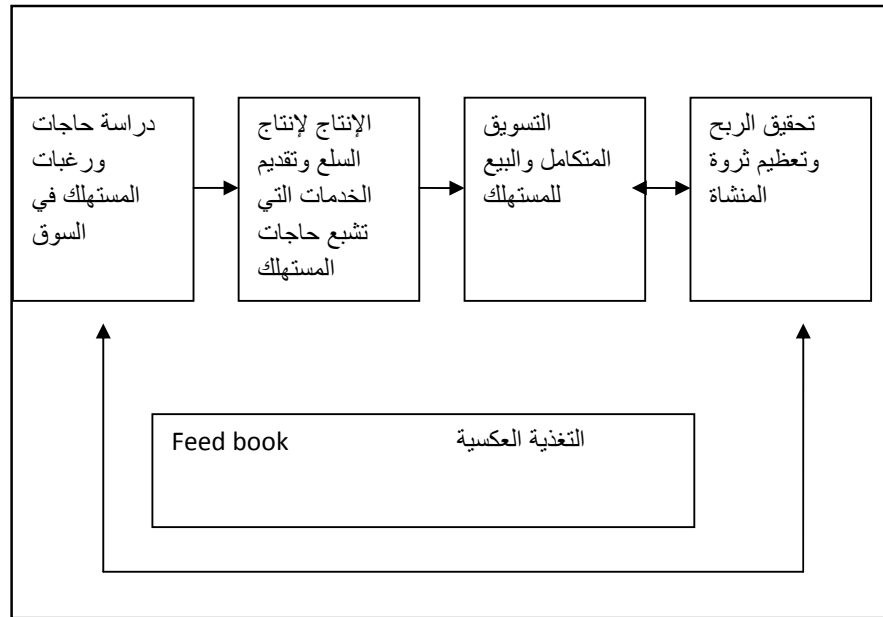 دراسة حاجات
ورغبات
المستهلك في
السوق
الإنتاج لإنتاج
السلع وتقديم
الخدمات التي
تشبع حاجات
المستهلك
التسويق
المتكامل والبيع
للمستهلك
تحقيق الربح
وتعظيم ثروة
المنشاة
Feed book التغذية العكسية